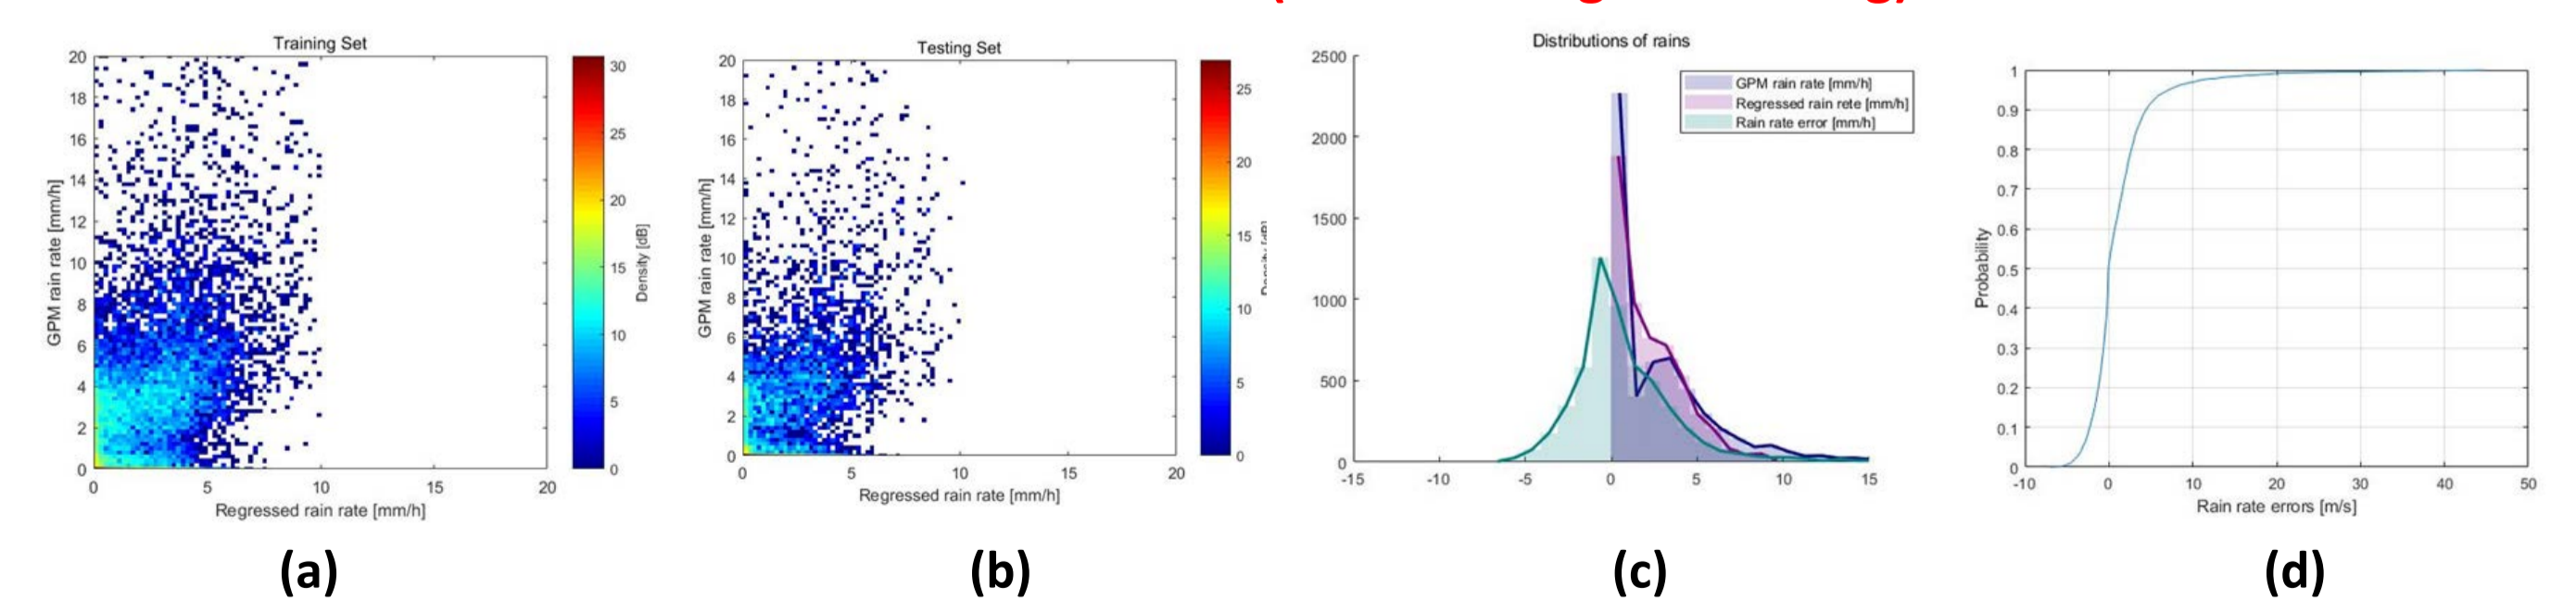 Training Set
20
18
16
14
12
10
8
6
4
2
0
GPM rain rate [mm/h]
0 5 10 15 20
Regressed rain rate [mm/h]
30
25
20
15
10
5
0
Density [dB]
(a)
Testing Set
20
18
16
14
12
10
8
6
4
2
0
GPM rain rate [mm/h]
0 5 10 15 20
Regressed rain rate [mm/h]
25
20
15
10
5
0
(b)
Distributions of rains
2500
2000
1500
1000
500
0
-15 -10 -5 0 5 10 15
GPM rain rate [mm/h]
Regressed rain rete [mm/h]
Rain rate error [mm/h]
(c)
1
0.9
0.8
0.7
0.6
0.5
0.4
0.3
0.2
0.1
0
Probability
-10 0 10 20 30 40 50
Rain rate errors [m/s]
(d)